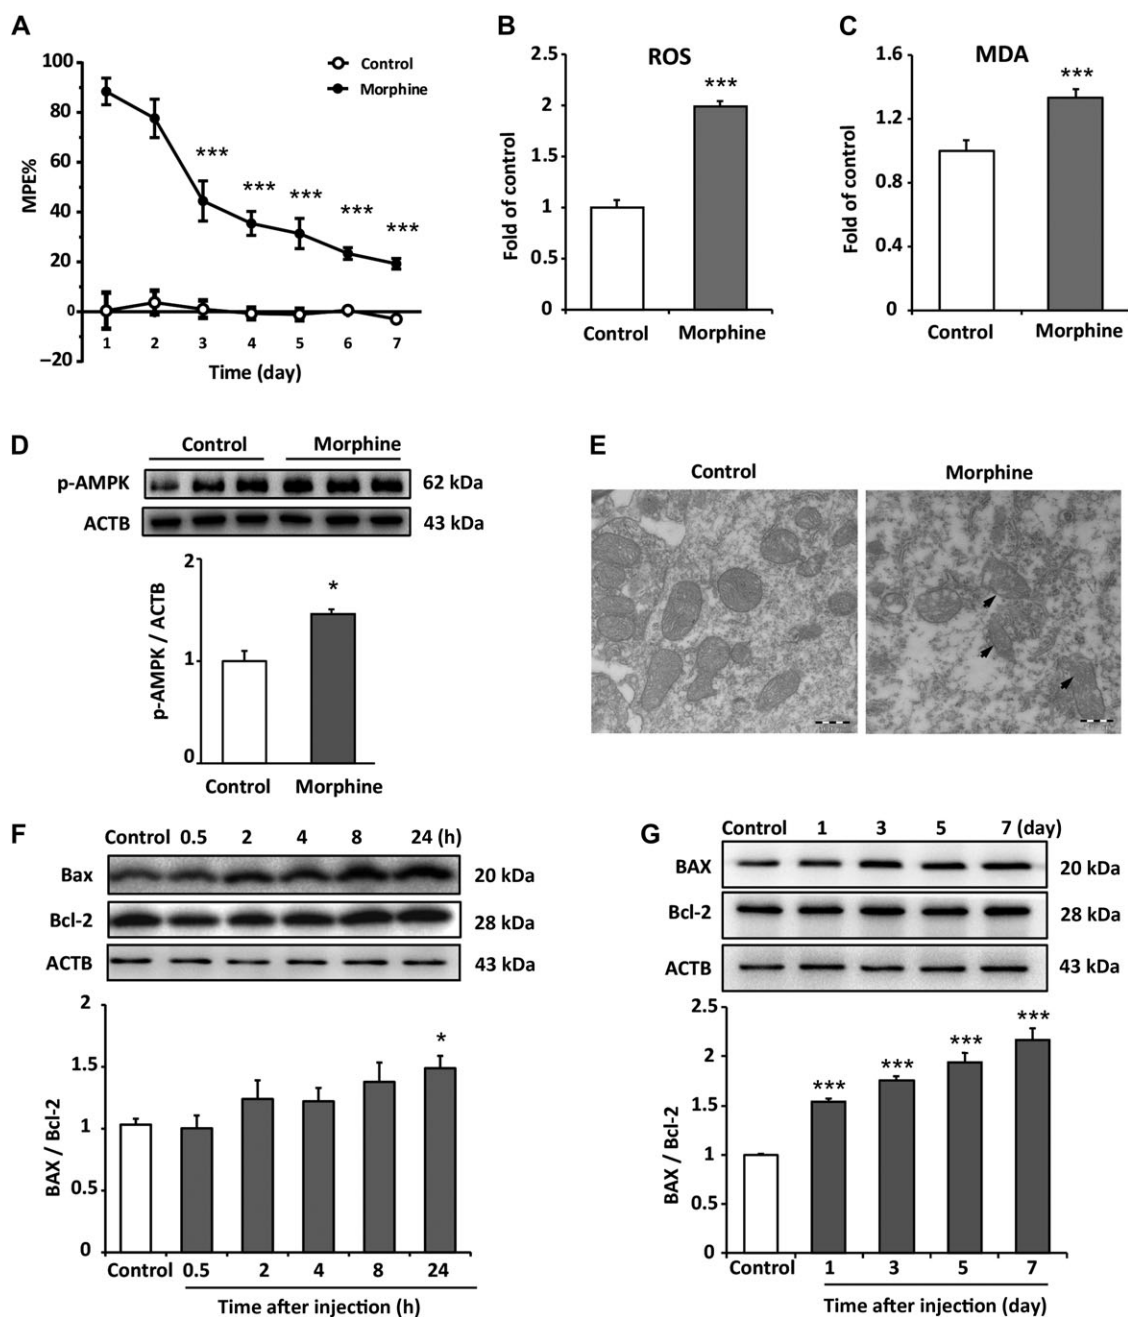 A
100
80
60
40
20
0
−20
MPE%
Control
Morphine
***
***
***
***
***
1 2 3 4 5 6 7
Time (day)
B
ROS
2.5
2
1.5
1
0.5
0
Fold of control
***
Control Morphine
C
MDA
1.6
1.2
0.8
0.4
0
Fold of control
***
Control Morphine
D
Control Morphine
p-AMPK 62 kDa
ACTB 43 kDa
2
1
0
p-AMPK / ACTB
*
Control Morphine
E
Control Morphine
F
Control 0.5 2 4 8 24 (h)
Bax 20 kDa
Bcl-2 28 kDa
ACTB 43 kDa
2
1.5
1
0.5
0
BAX / Bcl-2
*
Control 0.5 2 4 8 24
Time after injection (h)
G
Control 1 3 5 7 (day)
BAX 20 kDa
Bcl-2 28 kDa
ACTB 43 kDa
2.5
2
1.5
1
0.5
0
BAX / Bcl-2
***
***
***
***
Control 1 3 5 7
Time after injection (day)